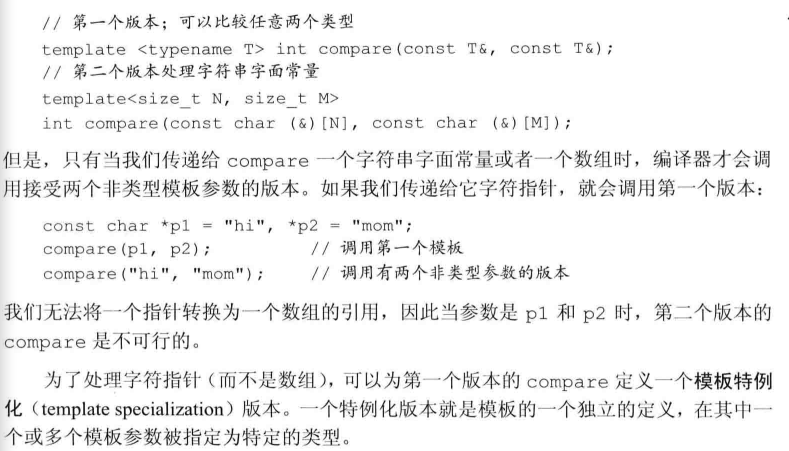 // 第一个版本；可以比较任意两个类型
template <typename T> int compare(const T&, const T&);
// 第二个版本处理字符串字面常量
template<size_t N, size_t M>
int compare(const char (&)[N], const char (&)[M]);
但是，只有当我们传递给 compare 一个字符串字面常量或者一个数组时，编译器才会调
用接受两个非类型模板参数的版本。如果我们传递给它字符指针，就会调用第一个版本：
const char *p1 = "hi", *p2 = "mom";
compare(p1, p2); // 调用第一个模板
compare("hi", "mom"); // 调用有两个非类型参数的版本
我们无法将一个指针转换为一个数组的引用，因此当参数是 p1 和 p2 时，第二个版本的
compare 是不可行的。
为了处理字符指针（而不是数组），可以为第一个版本的 compare 定义一个模板特例
化（template specialization）版本。一个特例化版本就是模板的一个独立的定义，在其中一
个或多个模板参数被指定为特定的类型。